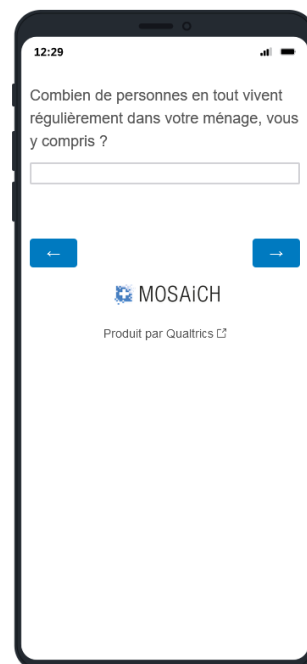 12:29
Combien de personnes en tout vivent
régulièrement dans votre ménage, vous
y compris ?
←
→
MOSAiCH
Produit par Qualtrics